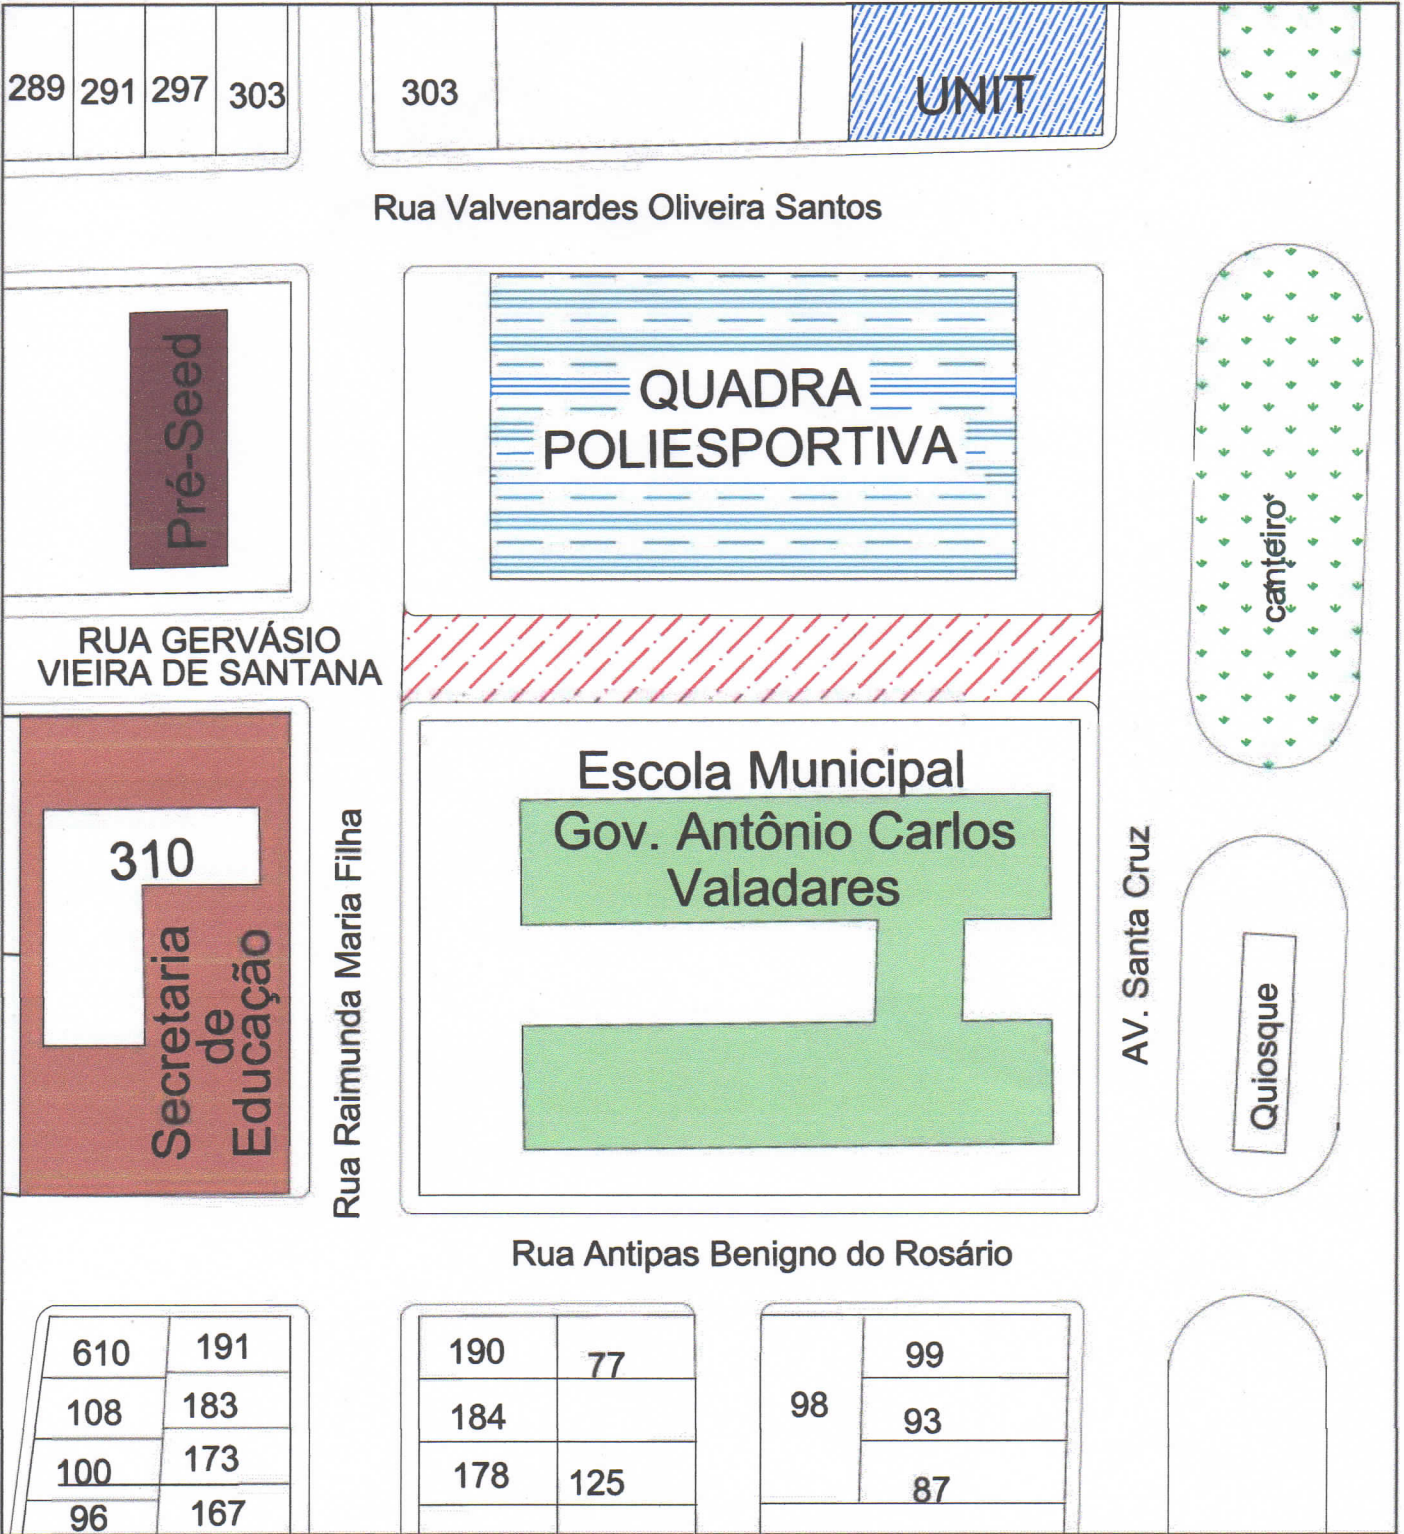 289 291 297 303
303
UNIT
Rua Valvenardes Oliveira Santos
Pré-Seed
QUADRA
POLIESPORTIVA
canteiro
RUA GERVÁSIO
VIEIRA DE SANTANA
310
Secretaria
de
Educação
Rua Raimunda Maria Filha
Escola Municipal
Gov. Antônio Carlos
Valadares
AV. Santa Cruz
Quiosque
Rua Antipas Benigno do Rosário
610 191
108 183
100 173
96 167
190 77
184
178 125
98
99
93
87